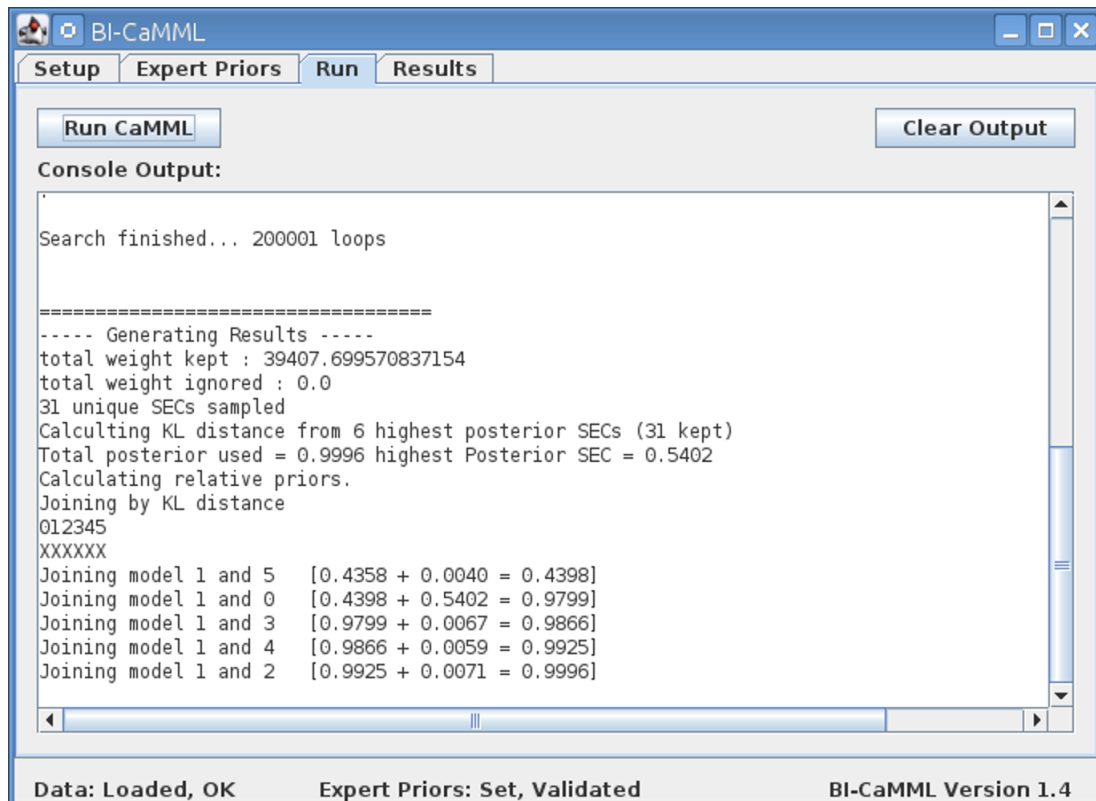 BI-CaMML
Setup Expert Priors Run Results
Run CaMML Clear Output
Console Output:
Search finished... 200001 loops
===================================
----- Generating Results -----
total weight kept : 39407.699570837154
total weight ignored : 0.0
31 unique SECs sampled
Calculting KL distance from 6 highest posterior SECs (31 kept)
Total posterior used = 0.9996 highest Posterior SEC = 0.5402
Calculating relative priors.
Joining by KL distance
012345
XXXXXX
Joining model 1 and 5 [0.4358 + 0.0040 = 0.4398]
Joining model 1 and 0 [0.4398 + 0.5402 = 0.9799]
Joining model 1 and 3 [0.9799 + 0.0067 = 0.9866]
Joining model 1 and 4 [0.9866 + 0.0059 = 0.9925]
Joining model 1 and 2 [0.9925 + 0.0071 = 0.9996]
Data: Loaded, OK Expert Priors: Set, Validated BI-CaMML Version 1.4